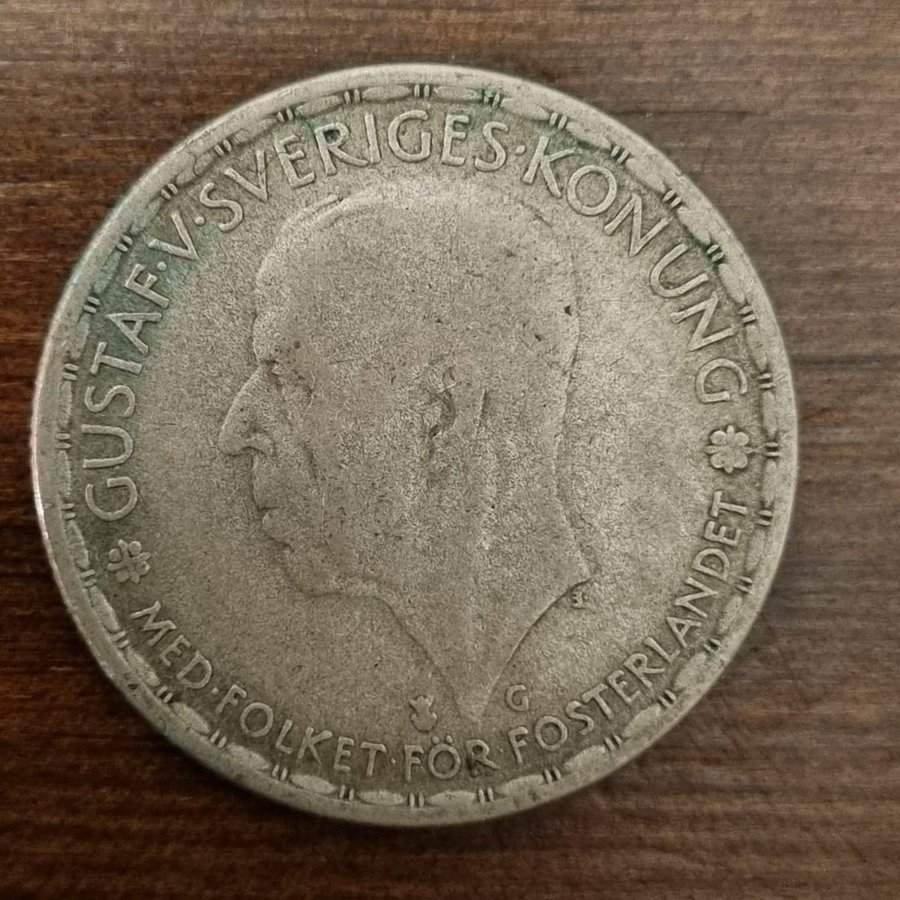 GUSTAF·V·SVERIGES·KONUNG
MED·FOLKET·FÖR·FOSTERLANDET
G